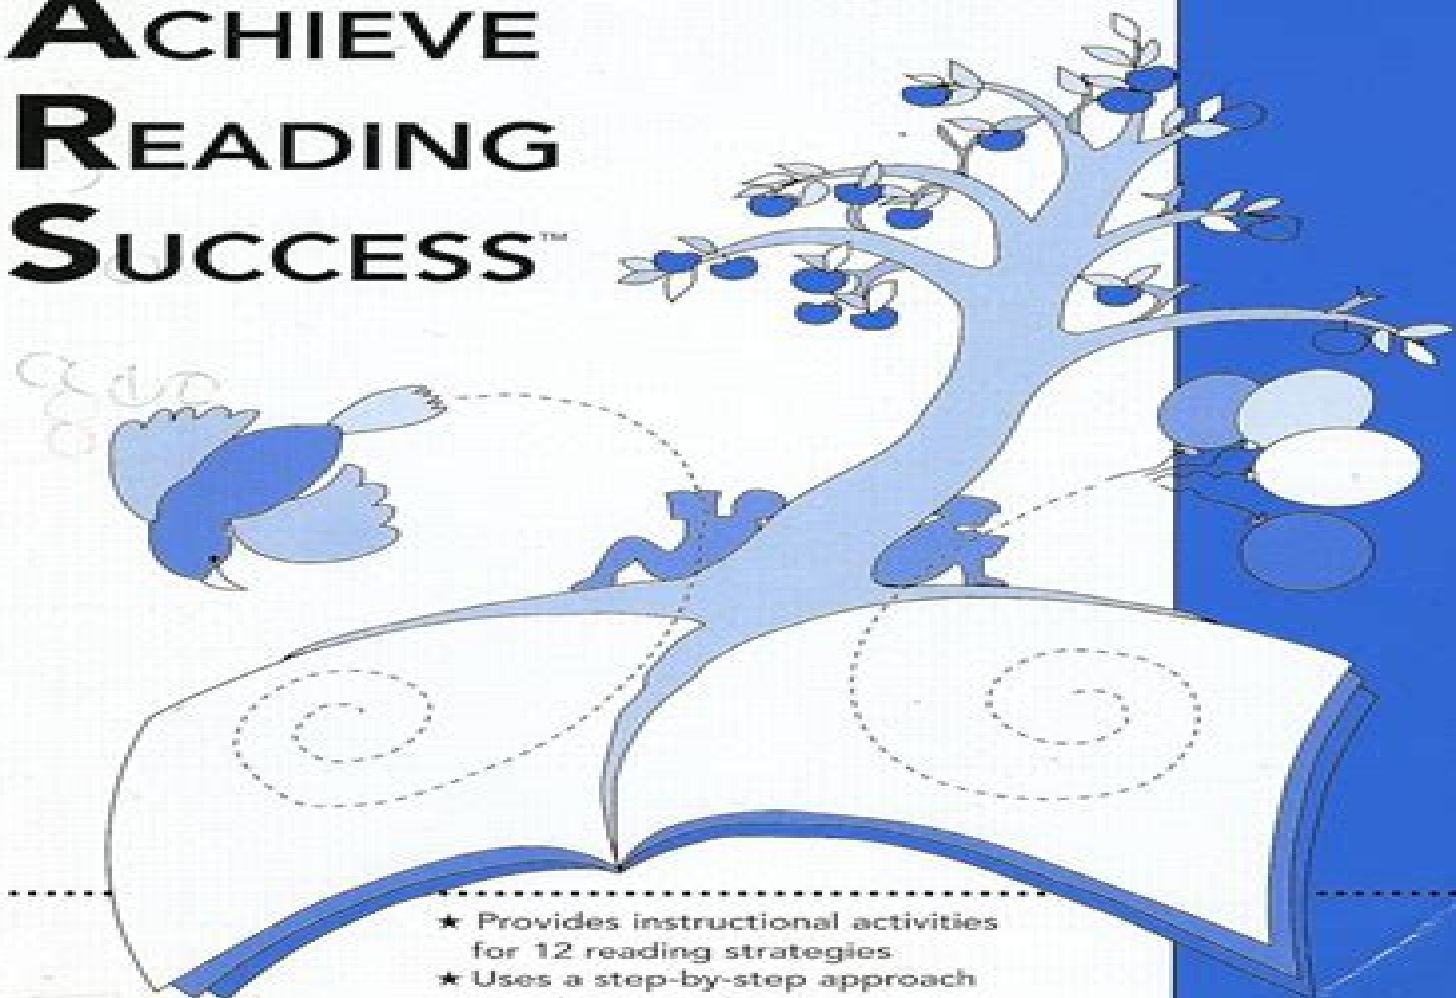 ACHIEVE
READING
SUCCESS™
★ Provides instructional activities
for 12 reading strategies
★ Uses a step-by-step approach